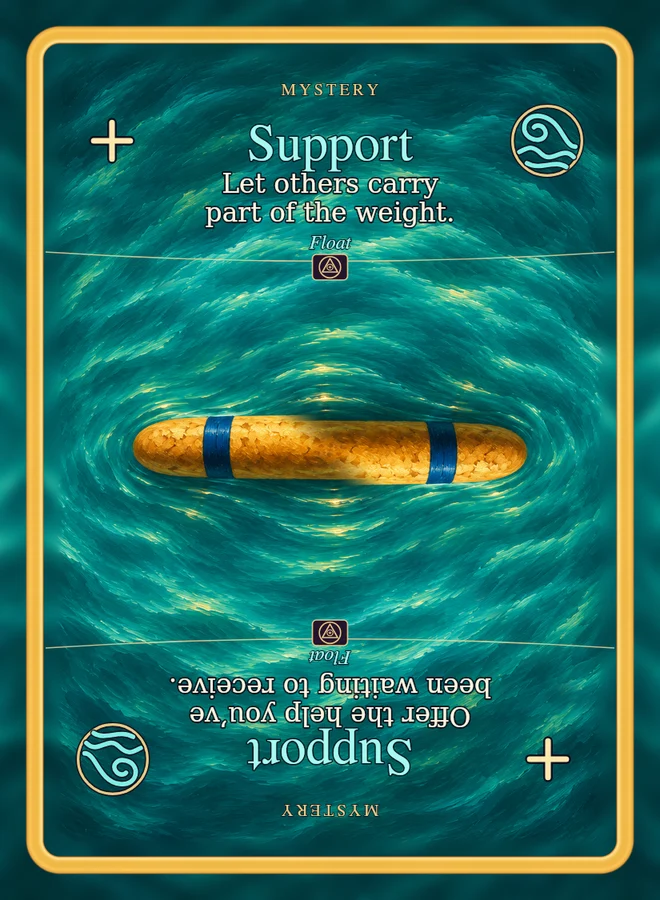 MYSTERY
Support
Let others carry
part of the weight.
Float
MYSTERY
Support
Offer the help you've
been waiting to receive.
Float